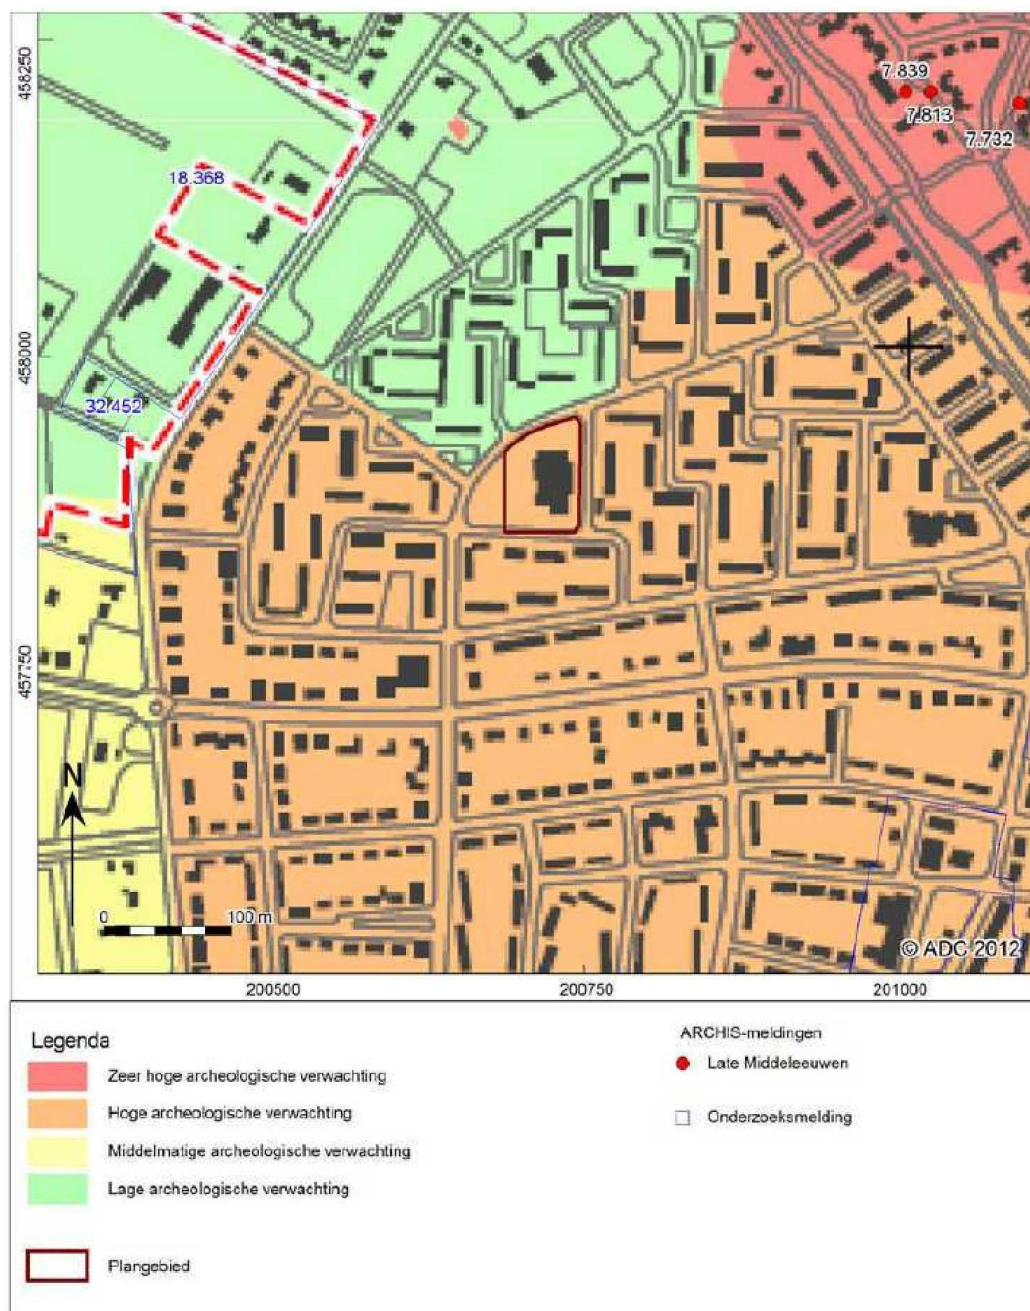 458250
7.839
7.813
7.732
18.368
458000
32.452
457750
N
0 100 m
© ADC 2012
200500 200750 201000
Legenda
Zeer hoge archeologische verwachting
Hoge archeologische verwachting
Middelmatige archeologische verwachting
Lage archeologische verwachting
Plangebied
ARCHIS-meldingen
Late Middeleeuwen
Onderzoeksmelding